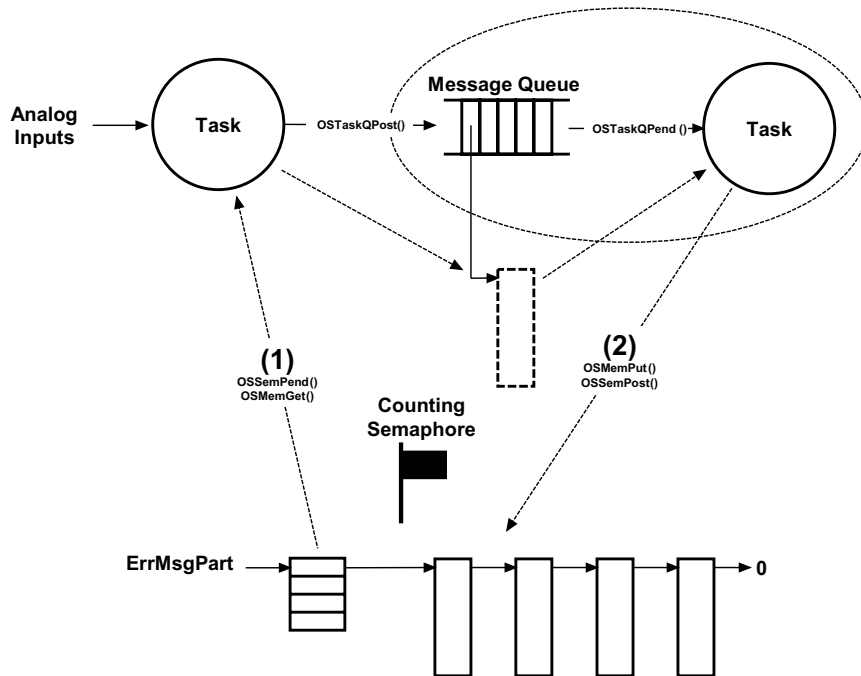 Message Queue
Analog
Inputs
Task
OSTaskQPost()
OSTaskQPend ()
Task
(1)
OSSemPend()
OSMemGet()
(2)
OSMemPut()
OSSemPost()
Counting
Semaphore
ErrMsgPart
0